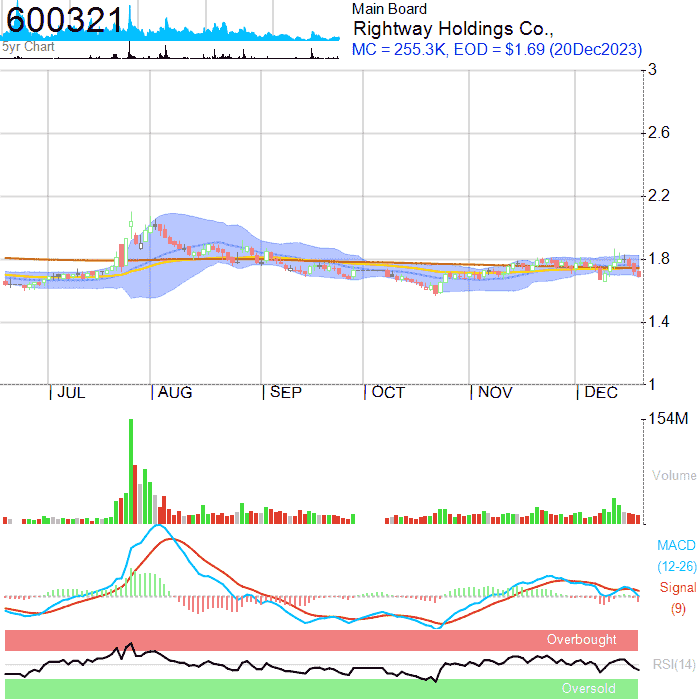 600321
5yr Chart
Main Board
Rightway Holdings Co.,
MC = 255.3K, EOD = $1.69 (20Dec2023)
3
2.6
2.2
1.8
1.4
1
JUL AUG SEP OCT NOV DEC
154M
Volume
MACD
(12-26)
Signal
(9)
Overbought
RSI(14)
Oversold